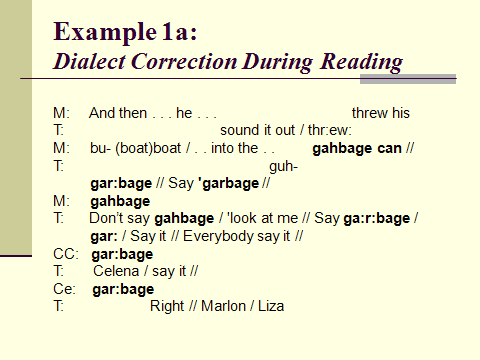 Example 1a:
Dialect Correction During Reading
M: And then . . . he . . . threw his
T: sound it out / thr:ew:
M: bu- (boat)boat / . . into the . . gahbage can //
T: guh-
gar:bage // Say 'garbage //
M: gahbage
T: Don't say gahbage / 'look at me // Say ga:r:bage /
gar: / Say it // Everybody say it //
CC: gar:bage
T: Celena / say it //
Ce: gar:bage
T: Right // Marlon / Liza